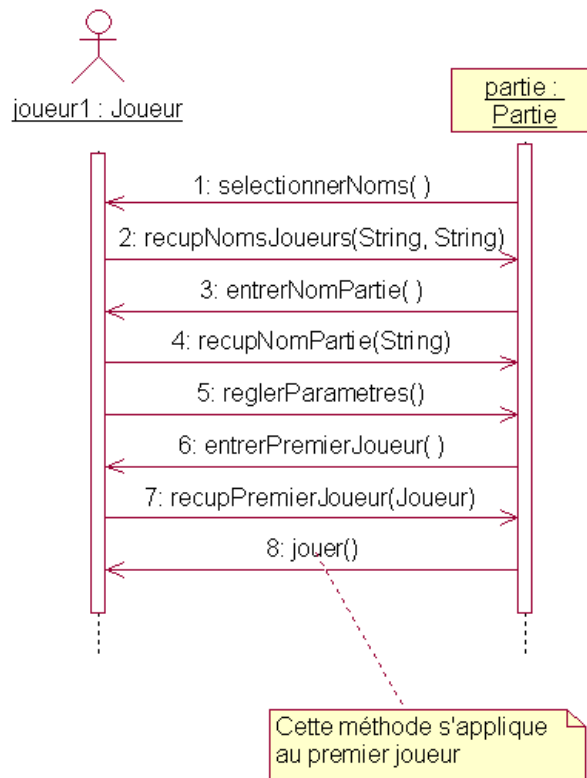 joueur1 : Joueur
partie :
Partie
1: selectionnerNoms( )
2: recupNomsJoueurs(String, String)
3: entrerNomPartie( )
4: recupNomPartie(String)
5: reglerParametres()
6: entrerPremierJoueur( )
7: recupPremierJoueur(Joueur)
8: jouer()
Cette méthode s'applique
au premier joueur